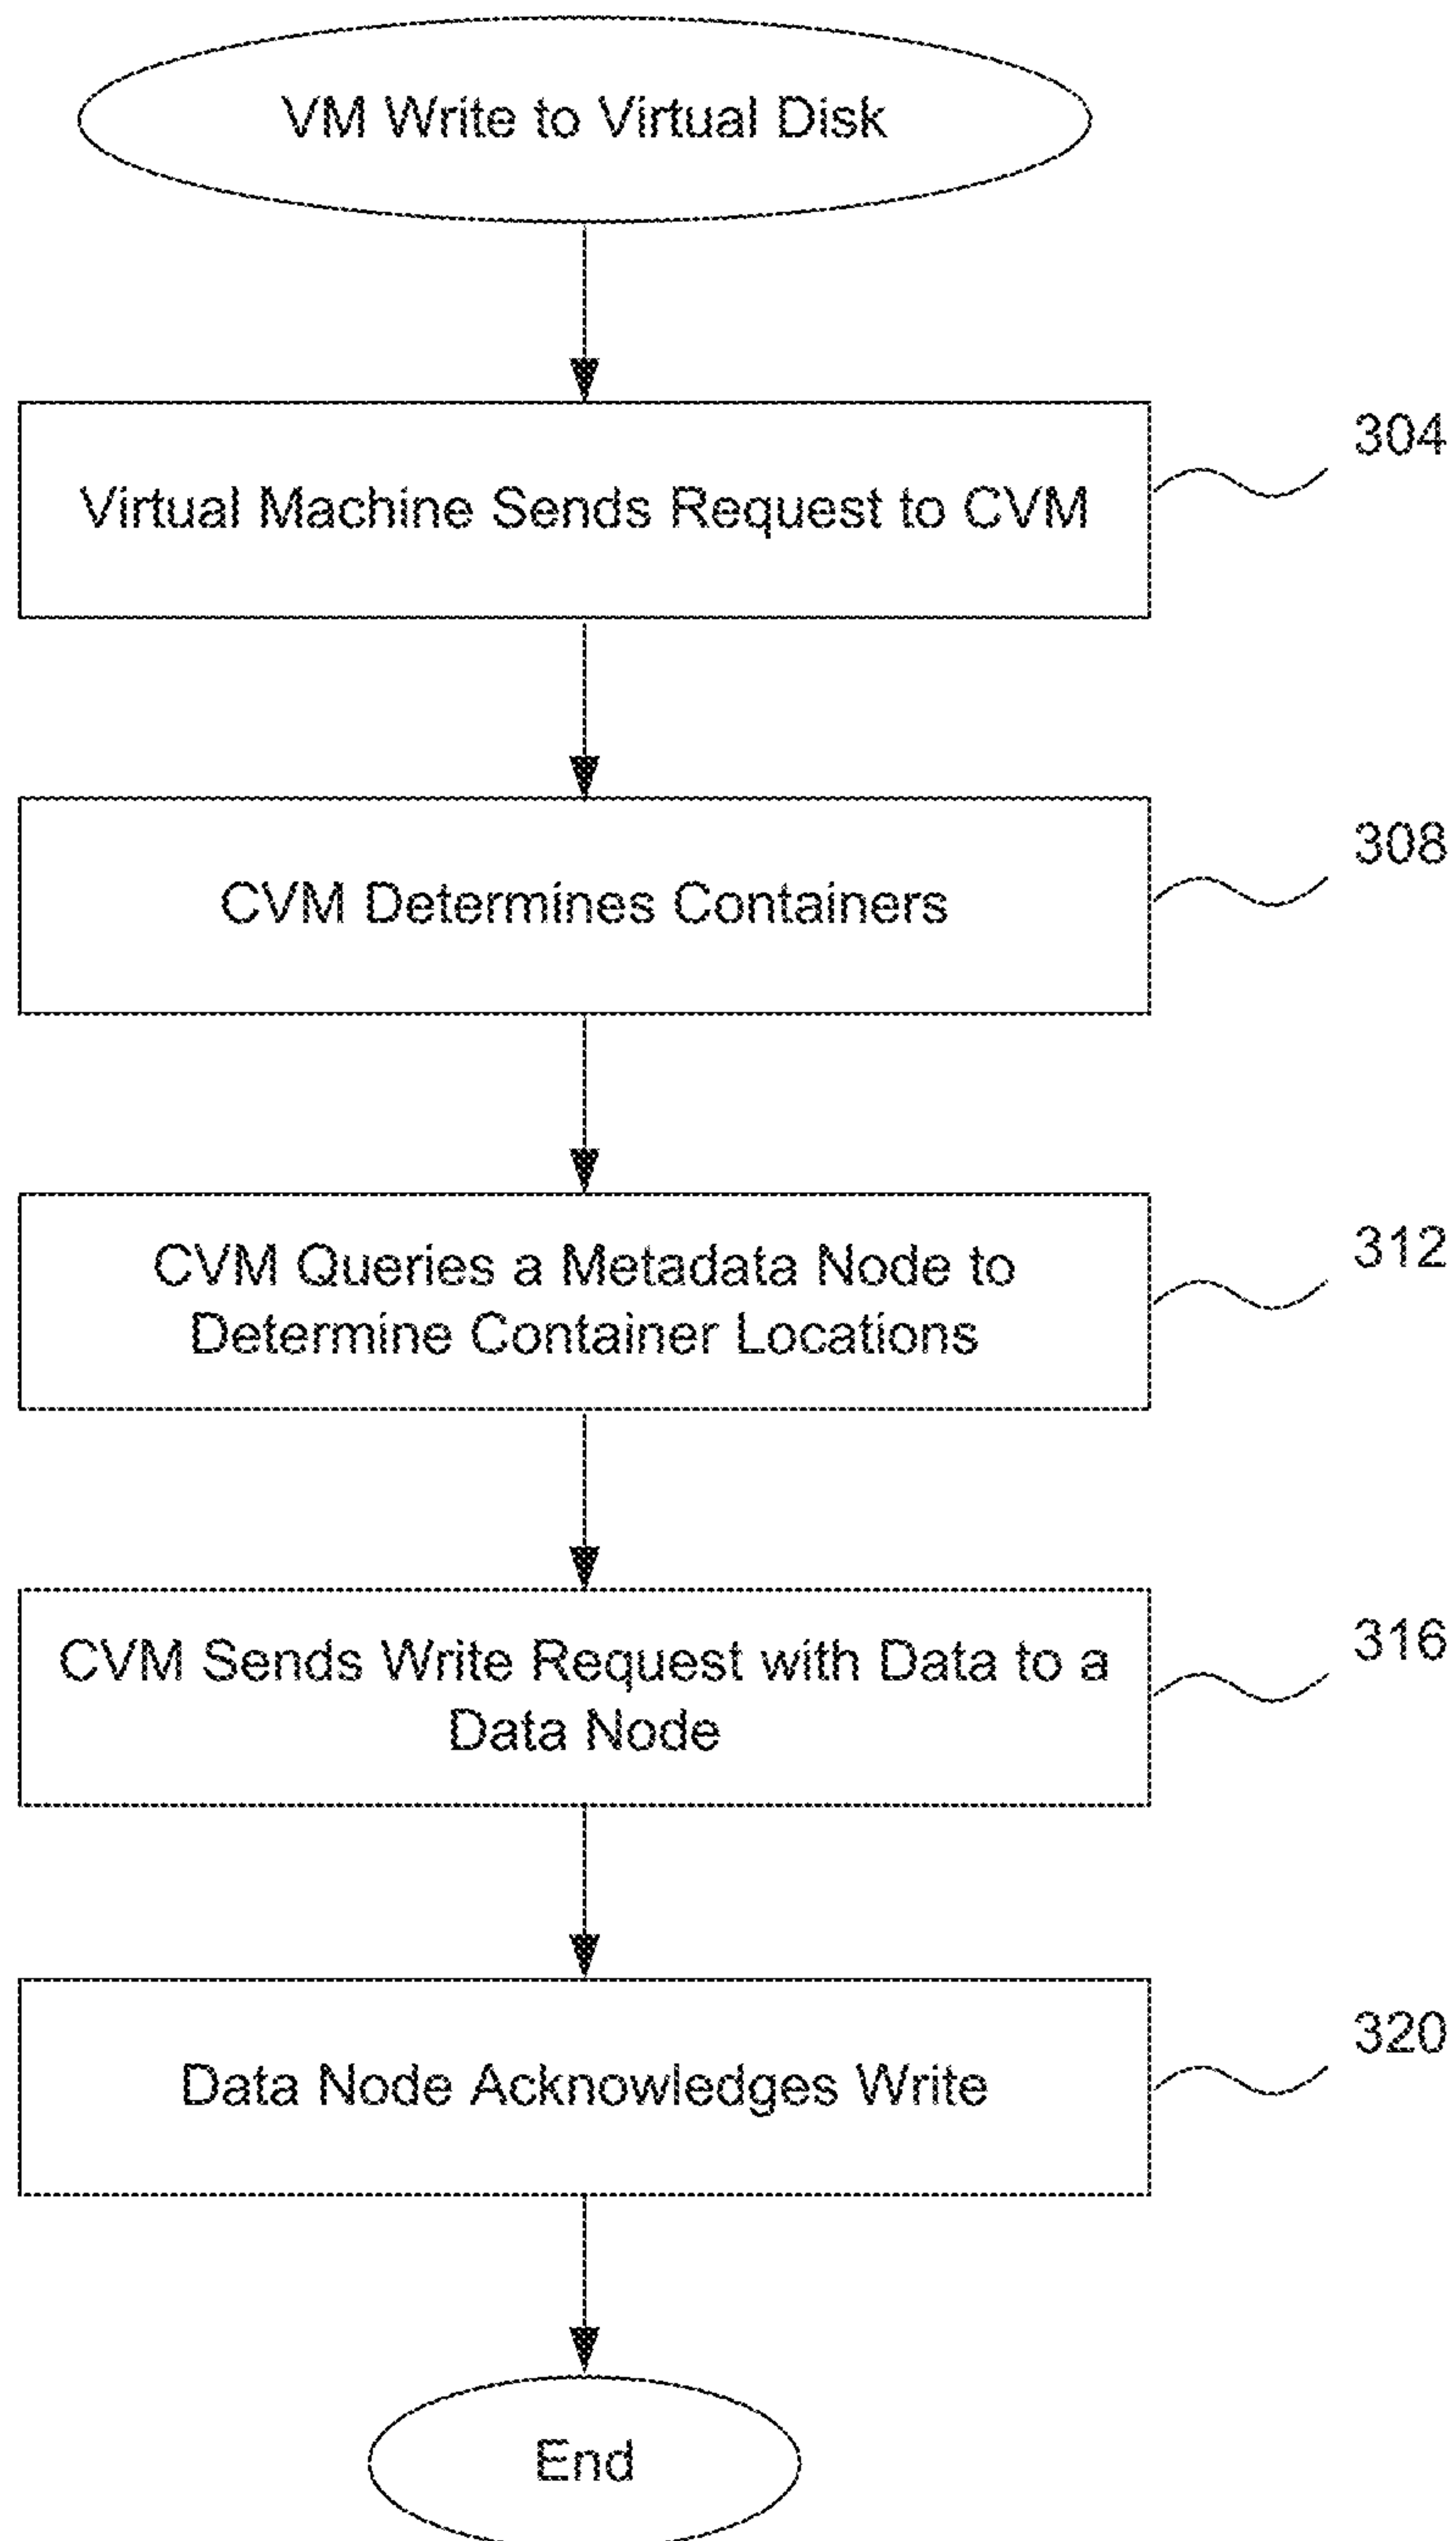 VM Write to Virtual Disk
304
Virtual Machine Sends Request to CVM
308
CVM Determines Containers
312
CVM Queries a Metadata Node to
Determine Container Locations
316
CVM Sends Write Request with Data to a
Data Node
320
Data Node Acknowledges Write
End